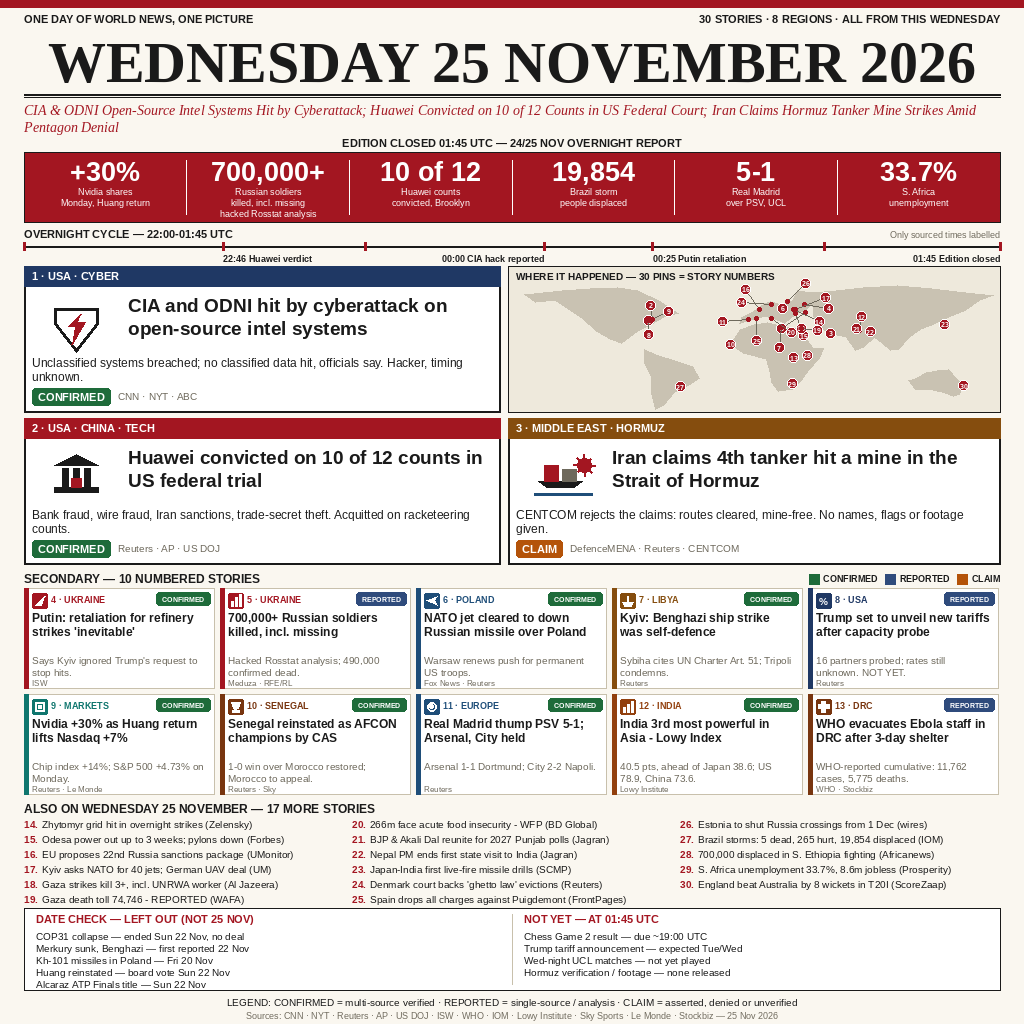 ONE DAY OF WORLD NEWS, ONE PICTURE
30 STORIES · 8 REGIONS · ALL FROM THIS WEDNESDAY
WEDNESDAY 25 NOVEMBER 2026
CIA & ODNI Open-Source Intel Systems Hit by Cyberattack; Huawei Convicted on 10 of 12 Counts in US Federal Court; Iran Claims Hormuz Tanker Mine Strikes Amid
Pentagon Denial
EDITION CLOSED 01:45 UTC — 24/25 NOV OVERNIGHT REPORT
+30%
Nvidia shares
Monday, Huang return
700,000+
Russian soldiers
killed, incl. missing
hacked Rosstat analysis
10 of 12
Huawei counts
convicted, Brooklyn
19,854
Brazil storm
people displaced
5-1
Real Madrid
over PSV, UCL
33.7%
S. Africa
unemployment
OVERNIGHT CYCLE — 22:00-01:45 UTC
Only sourced times labelled
22:46 Huawei verdict
00:00 CIA hack reported
00:25 Putin retaliation
01:45 Edition closed
1 · USA · CYBER
CIA and ODNI hit by cyberattack on
open-source intel systems
Unclassified systems breached; no classified data hit, officials say. Hacker, timing
unknown.
CONFIRMED
CNN · NYT · ABC
WHERE IT HAPPENED — 30 PINS = STORY NUMBERS
2 · USA · CHINA · TECH
Huawei convicted on 10 of 12 counts in
US federal trial
Bank fraud, wire fraud, Iran sanctions, trade-secret theft. Acquitted on racketeering
counts.
CONFIRMED
Reuters · AP · US DOJ
3 · MIDDLE EAST · HORMUZ
Iran claims 4th tanker hit a mine in the
Strait of Hormuz
CENTCOM rejects the claims: routes cleared, mine-free. No names, flags or footage
given.
CLAIM
DefenceMENA · Reuters · CENTCOM
SECONDARY — 10 NUMBERED STORIES
CONFIRMED
REPORTED
CLAIM
4 · UKRAINE
CONFIRMED
Putin: retaliation for refinery
strikes 'inevitable'
Says Kyiv ignored Trump's request to
stop hits.
ISW
5 · UKRAINE
REPORTED
700,000+ Russian soldiers
killed, incl. missing
Hacked Rosstat analysis; 490,000
confirmed dead.
Meduza · RFE/RL
6 · POLAND
CONFIRMED
NATO jet cleared to down
Russian missile over Poland
Warsaw renews push for permanent
US troops.
Fox News · Reuters
7 · LIBYA
CONFIRMED
Kyiv: Benghazi ship strike
was self-defence
Sybiha cites UN Charter Art. 51; Tripoli
condemns.
Reuters
%
8 · USA
REPORTED
Trump set to unveil new tariffs
after capacity probe
16 partners probed; rates still
unknown. NOT YET.
Reuters
9 · MARKETS
CONFIRMED
Nvidia +30% as Huang return
lifts Nasdaq +7%
Chip index +14%; S&P 500 +4.73% on
Monday.
Reuters · Le Monde
10 · SENEGAL
CONFIRMED
Senegal reinstated as AFCON
champions by CAS
1-0 win over Morocco restored;
Morocco to appeal.
Reuters · Sky
11 · EUROPE
CONFIRMED
Real Madrid thump PSV 5-1;
Arsenal, City held
Arsenal 1-1 Dortmund; City 2-2 Napoli.
Reuters
12 · INDIA
CONFIRMED
India 3rd most powerful in
Asia - Lowy Index
40.5 pts, ahead of Japan 38.6; US
78.9, China 73.6.
Lowy Institute
13 · DRC
REPORTED
WHO evacuates Ebola staff in
DRC after 3-day shelter
WHO-reported cumulative: 11,762
cases, 5,775 deaths.
WHO · Stockbiz
ALSO ON WEDNESDAY 25 NOVEMBER — 17 MORE STORIES
14. Zhytomyr grid hit in overnight strikes (Zelensky)
15. Odesa power out up to 3 weeks; pylons down (Forbes)
16. EU proposes 22nd Russia sanctions package (UMonitor)
17. Kyiv asks NATO for 40 jets; German UAV deal (UM)
18. Gaza strikes kill 3+, incl. UNRWA worker (Al Jazeera)
19. Gaza death toll 74,746 - REPORTED (WAFA)
20. 266m face acute food insecurity - WFP (BD Global)
21. BJP & Akali Dal reunite for 2027 Punjab polls (Jagran)
22. Nepal PM ends first state visit to India (Jagran)
23. Japan-India first live-fire missile drills (SCMP)
24. Denmark court backs 'ghetto law' evictions (Reuters)
25. Spain drops all charges against Puigdemont (FrontPages)
26. Estonia to shut Russia crossings from 1 Dec (wires)
27. Brazil storms: 5 dead, 265 hurt, 19,854 displaced (IOM)
28. 700,000 displaced in S. Ethiopia fighting (Africanews)
29. S. Africa unemployment 33.7%, 8.6m jobless (Prosperity)
30. England beat Australia by 8 wickets in T20I (ScoreZaap)
DATE CHECK — LEFT OUT (NOT 25 NOV)
COP31 collapse — ended Sun 22 Nov, no deal
Merkury sunk, Benghazi — first reported 22 Nov
Kh-101 missiles in Poland — Fri 20 Nov
Huang reinstated — board vote Sun 22 Nov
Alcaraz ATP Finals title — Sun 22 Nov
NOT YET — AT 01:45 UTC
Chess Game 2 result — due ~19:00 UTC
Trump tariff announcement — expected Tue/Wed
Wed-night UCL matches — not yet played
Hormuz verification / footage — none released
LEGEND: CONFIRMED = multi-source verified · REPORTED = single-source / analysis · CLAIM = asserted, denied or unverified
Sources: CNN · NYT · Reuters · AP · US DOJ · ISW · WHO · IOM · Lowy Institute · Sky Sports · Le Monde · Stockbiz — 25 Nov 2026